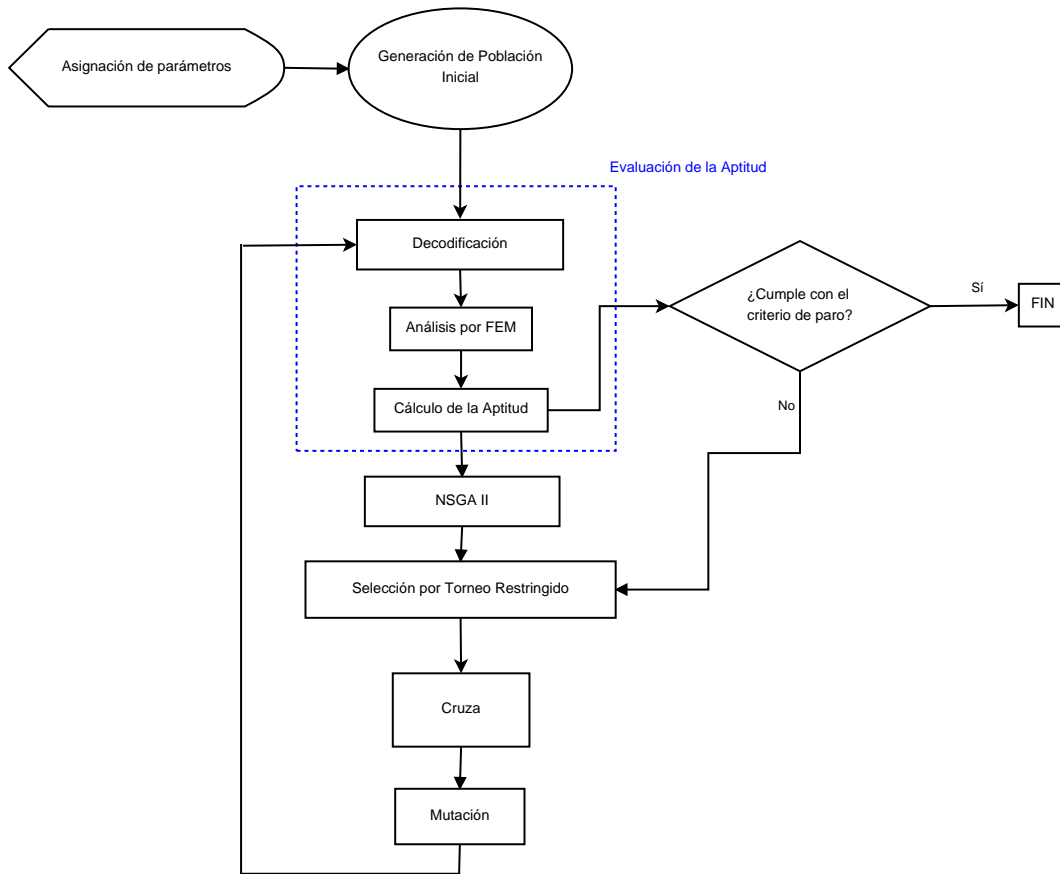 Asignación de parámetros
Generación de Población
Inicial
Evaluación de la Aptitud
Decodificación
Análisis por FEM
Cálculo de la Aptitud
¿Cumple con el
criterio de paro?
Sí
FIN
No
NSGA II
Selección por Torneo Restringido
Cruza
Mutación